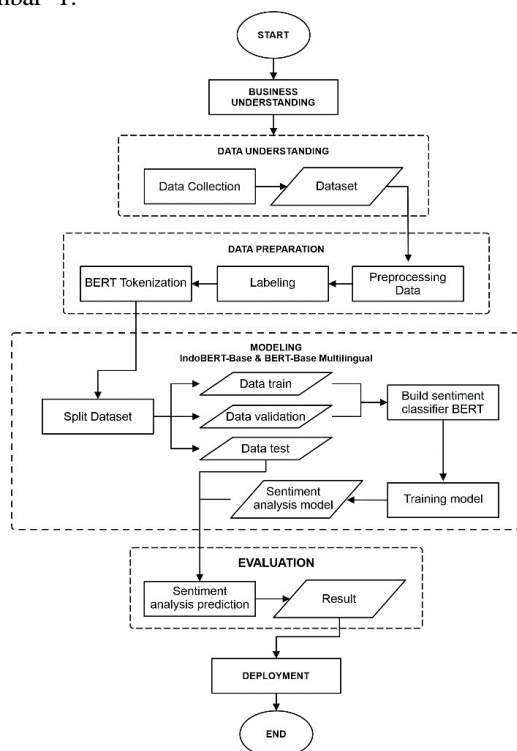 START
BUSINESS
UNDERSTANDING
DATA UNDERSTANDING
Data Collection
Dataset
DATA PREPARATION
BERT Tokenization
Labeling
Preprocessing
Data
MODELING
IndoBERT-Base & BERT-Base Multilingual
Split Dataset
Data train
Data validation
Data test
Build sentiment
classifier BERT
Training model
Sentiment
analysis model
EVALUATION
Sentiment
analysis prediction
Result
DEPLOYMENT
END